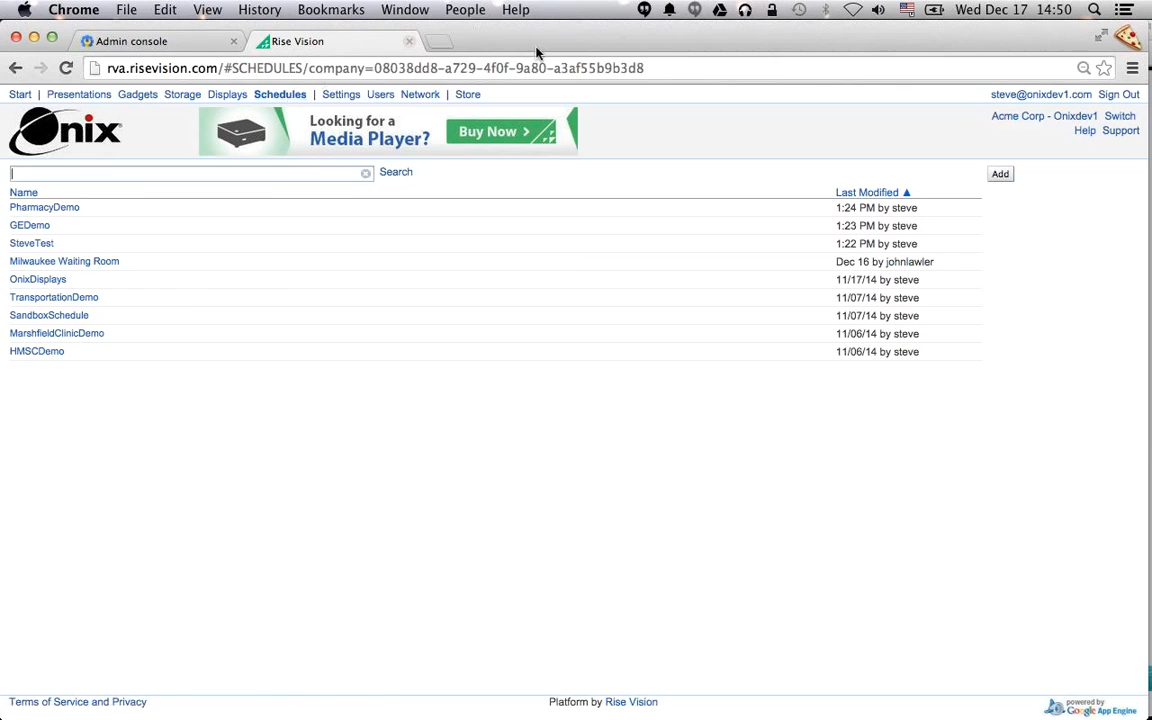 Chrome File Edit View History Bookmarks Window People Help Wed Dec 17 14:50
Admin console Rise Vision
rva.risevision.com/#SCHEDULES/company=08038dd8-a729-4f0f-9a80-a3af55b9b3d8
Start Presentations Gadgets Storage Displays Schedules | Settings Users Network | Store steve@onixdev1.com Sign Out
Acme Corp - Onixdev1 Switch
Help Support
Onix
Looking for a
Media Player?
Buy Now
Search
Add
Name Last Modified ▲
PharmacyDemo 1:24 PM by steve
GEDemo 1:23 PM by steve
SteveTest 1:22 PM by steve
Milwaukee Waiting Room Dec 16 by johnlawler
OnixDisplays 11/17/14 by steve
TransportationDemo 11/07/14 by steve
SandboxSchedule 11/07/14 by steve
MarshfieldClinicDemo 11/06/14 by steve
HMSCDemo 11/06/14 by steve
Terms of Service and Privacy Platform by Rise Vision
powered by
Google App Engine